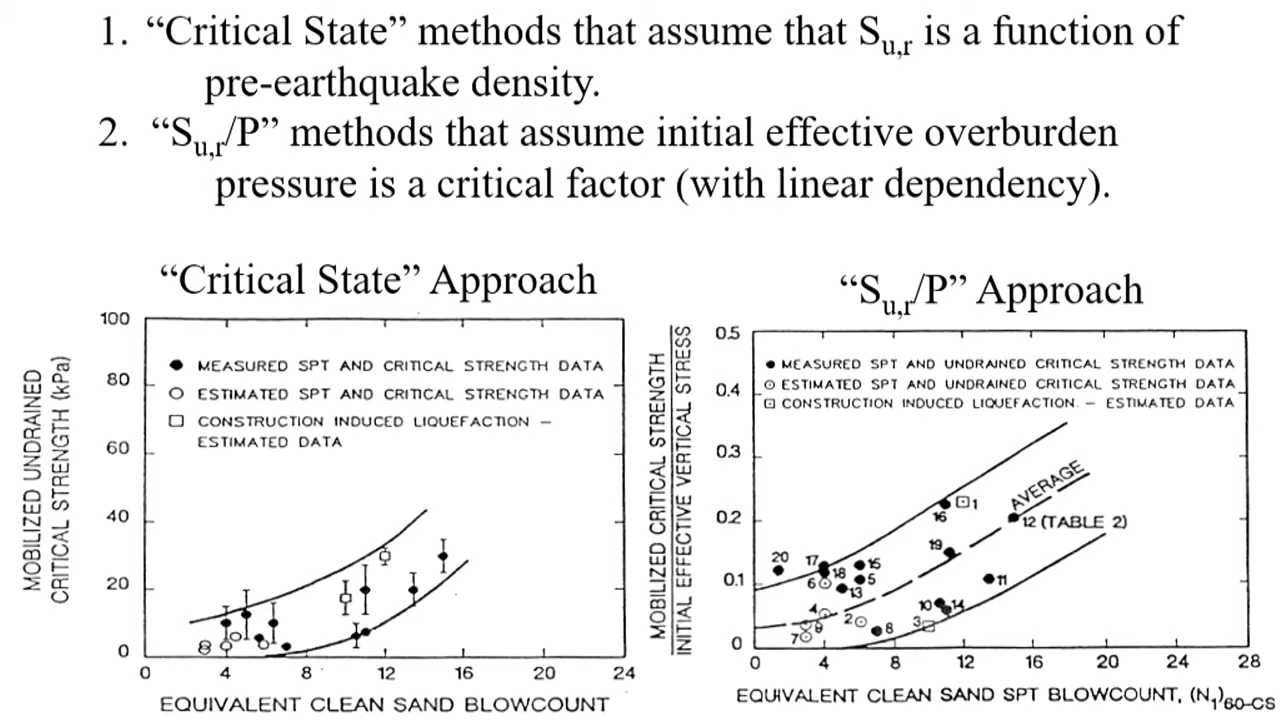 1. “Critical State” methods that assume that Su,r is a function of
pre-earthquake density.
2. “Su,r/P” methods that assume initial effective overburden
pressure is a critical factor (with linear dependency).
“Critical State” Approach
100
80
60
40
20
0
MOBILIZED UNDRAINED
CRITICAL STRENGTH (kPa)
MEASURED SPT AND CRITICAL STRENGTH DATA
ESTIMATED SPT AND CRITICAL STRENGTH DATA
CONSTRUCTION INDUCED LIQUEFACTION –
ESTIMATED DATA
0 4 8 12 16 20 24
EQUIVALENT CLEAN SAND BLOWCOUNT
“Su,r/P” Approach
MOBILIZED CRITICAL STRENGTH
INITIAL EFFECTIVE VERTICAL STRESS
0.5
0.4
0.3
0.2
0.1
0
MEASURED SPT AND UNDRAINED CRITICAL STRENGTH DATA
ESTIMATED SPT AND UNDRAINED CRITICAL STRENGTH DATA
CONSTRUCTION INDUCED LIQUEFACTION – ESTIMATED DATA
AVERAGE
1
16
12 (TABLE 2)
19
20
17
15
18
6
5
13
11
4
10
14
2
3
9
7
8
0 4 8 12 16 20 24 28
EQUIVALENT CLEAN SAND SPT BLOWCOUNT, (N1)60-CS